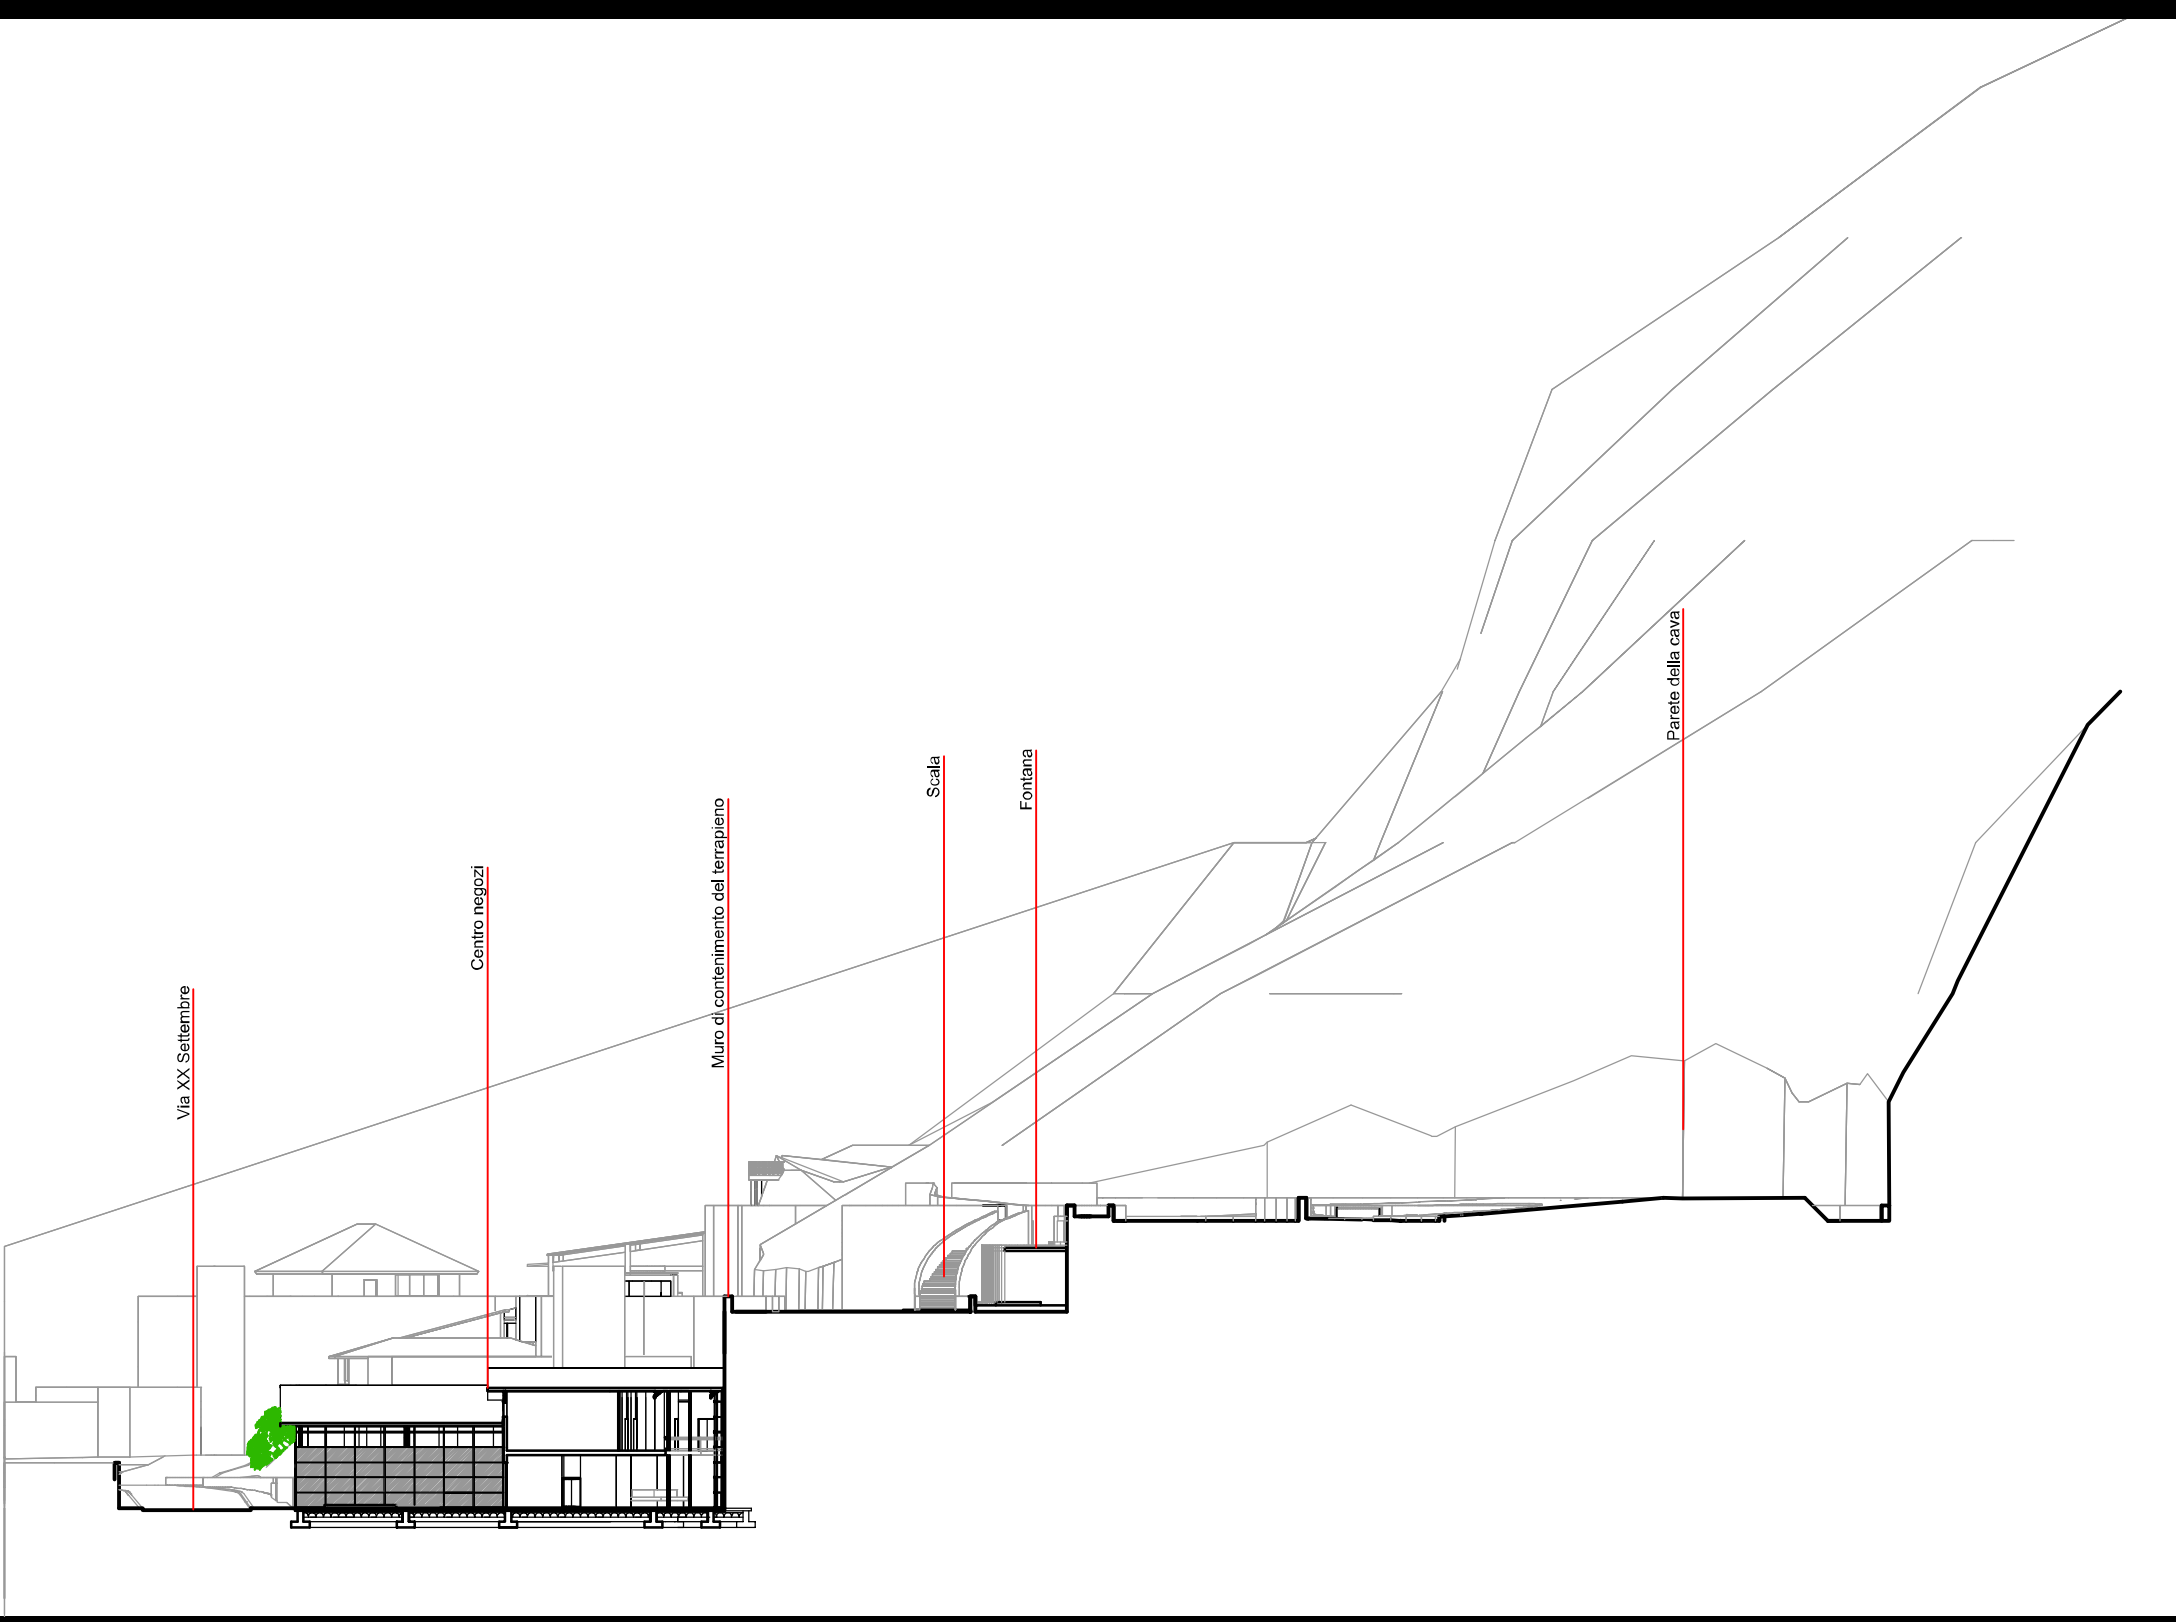 Via XX Settembre
Centro negozi
Muro di contenimento del terrapieno
Scala
Fontana
Parete della cava